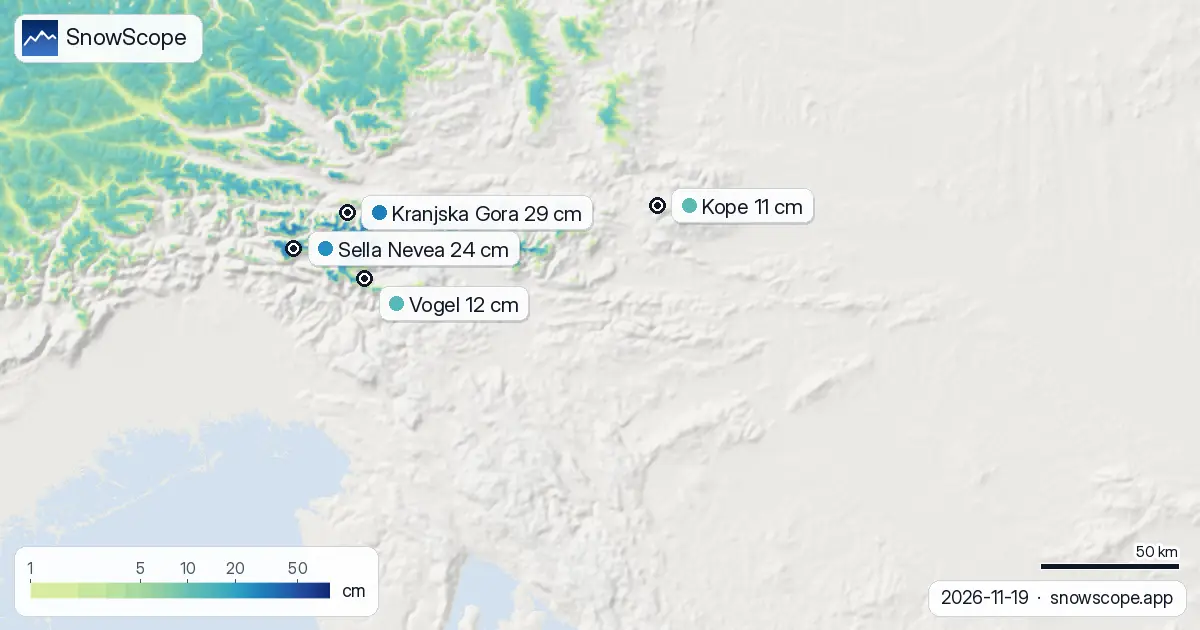 SnowScope
Kranjska Gora 29 cm
Kope 11 cm
Sella Nevea 24 cm
Vogel 12 cm
1 5 10 20 50 cm
50 km
2026-11-19 · snowscope.app